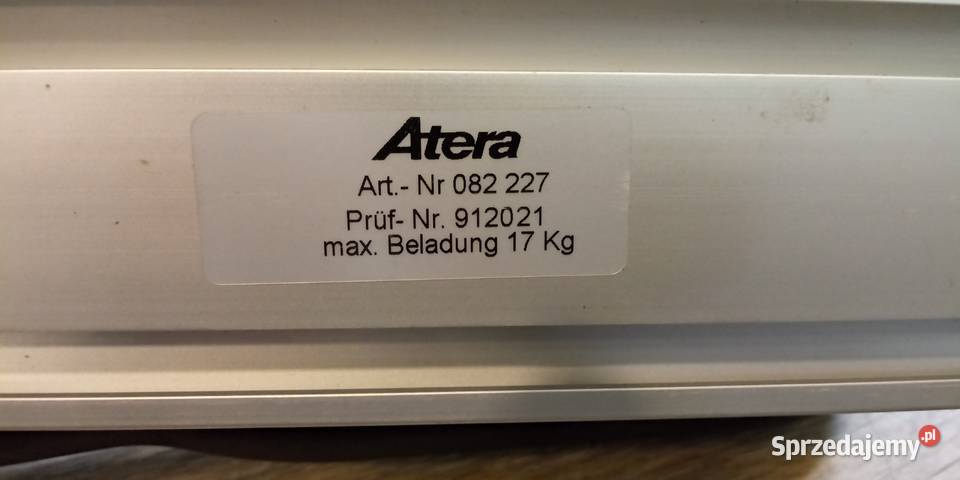 Atera
Art.- Nr 082 227
Prüf- Nr. 912021
max. Beladung 17 Kg
Sprzedajemy.pl